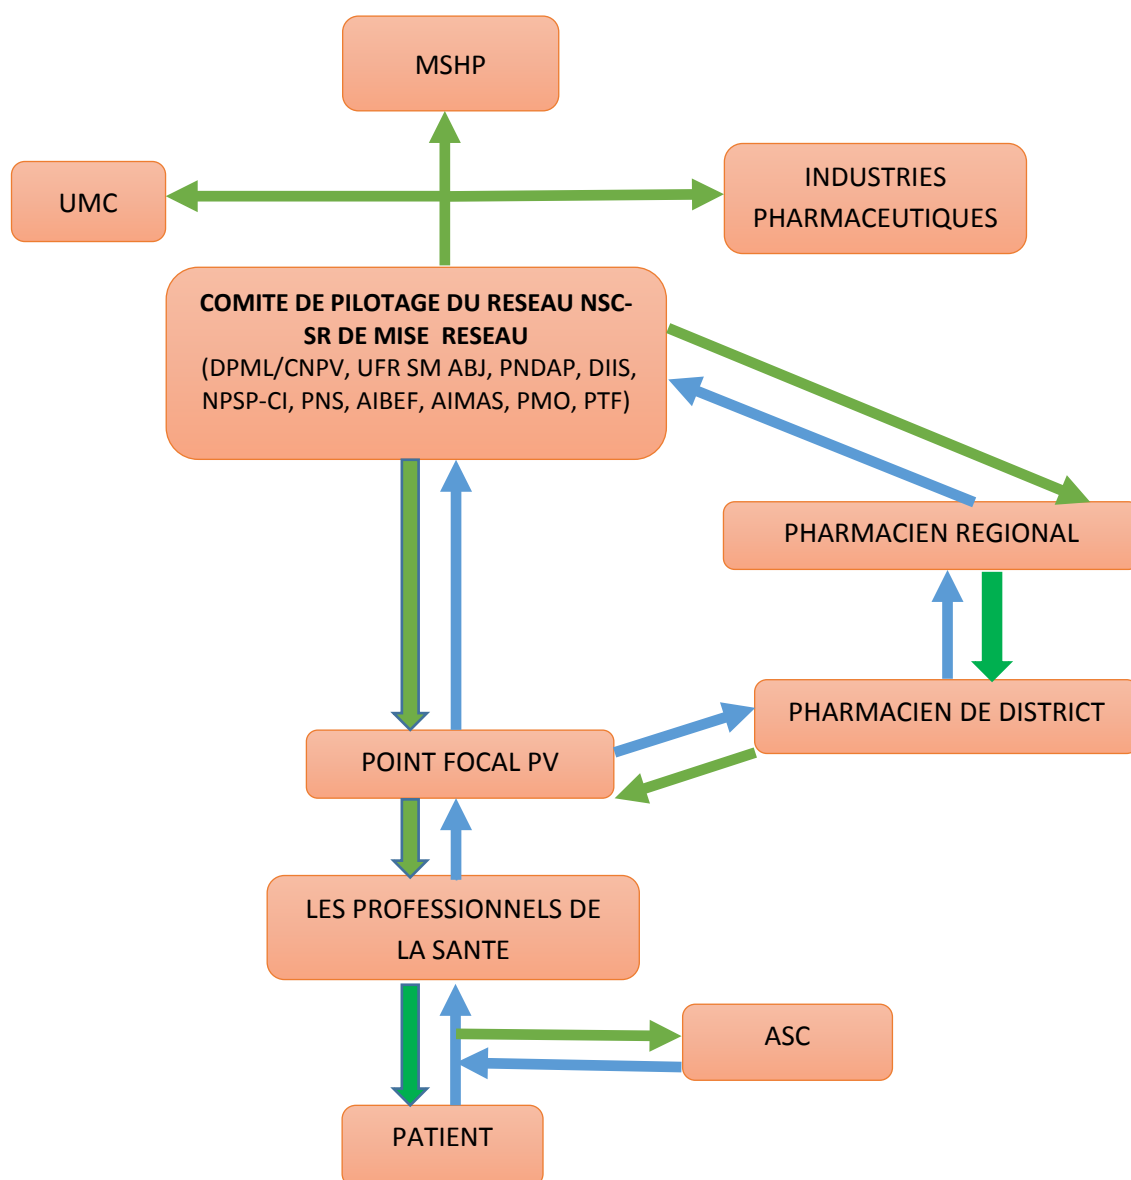 MSHP
UMC
INDUSTRIES
PHARMACEUTIQUES
COMITE DE PILOTAGE DU RESEAU NSC-
SR DE MISE RESEAU
(DPML/CNPV, UFR SM ABJ, PNDAP, DIIS,
NPSP-CI, PNS, AIBEF, AIMAS, PMO, PTF)
PHARMACIEN REGIONAL
PHARMACIEN DE DISTRICT
POINT FOCAL PV
LES PROFESSIONNELS DE
LA SANTE
ASC
PATIENT